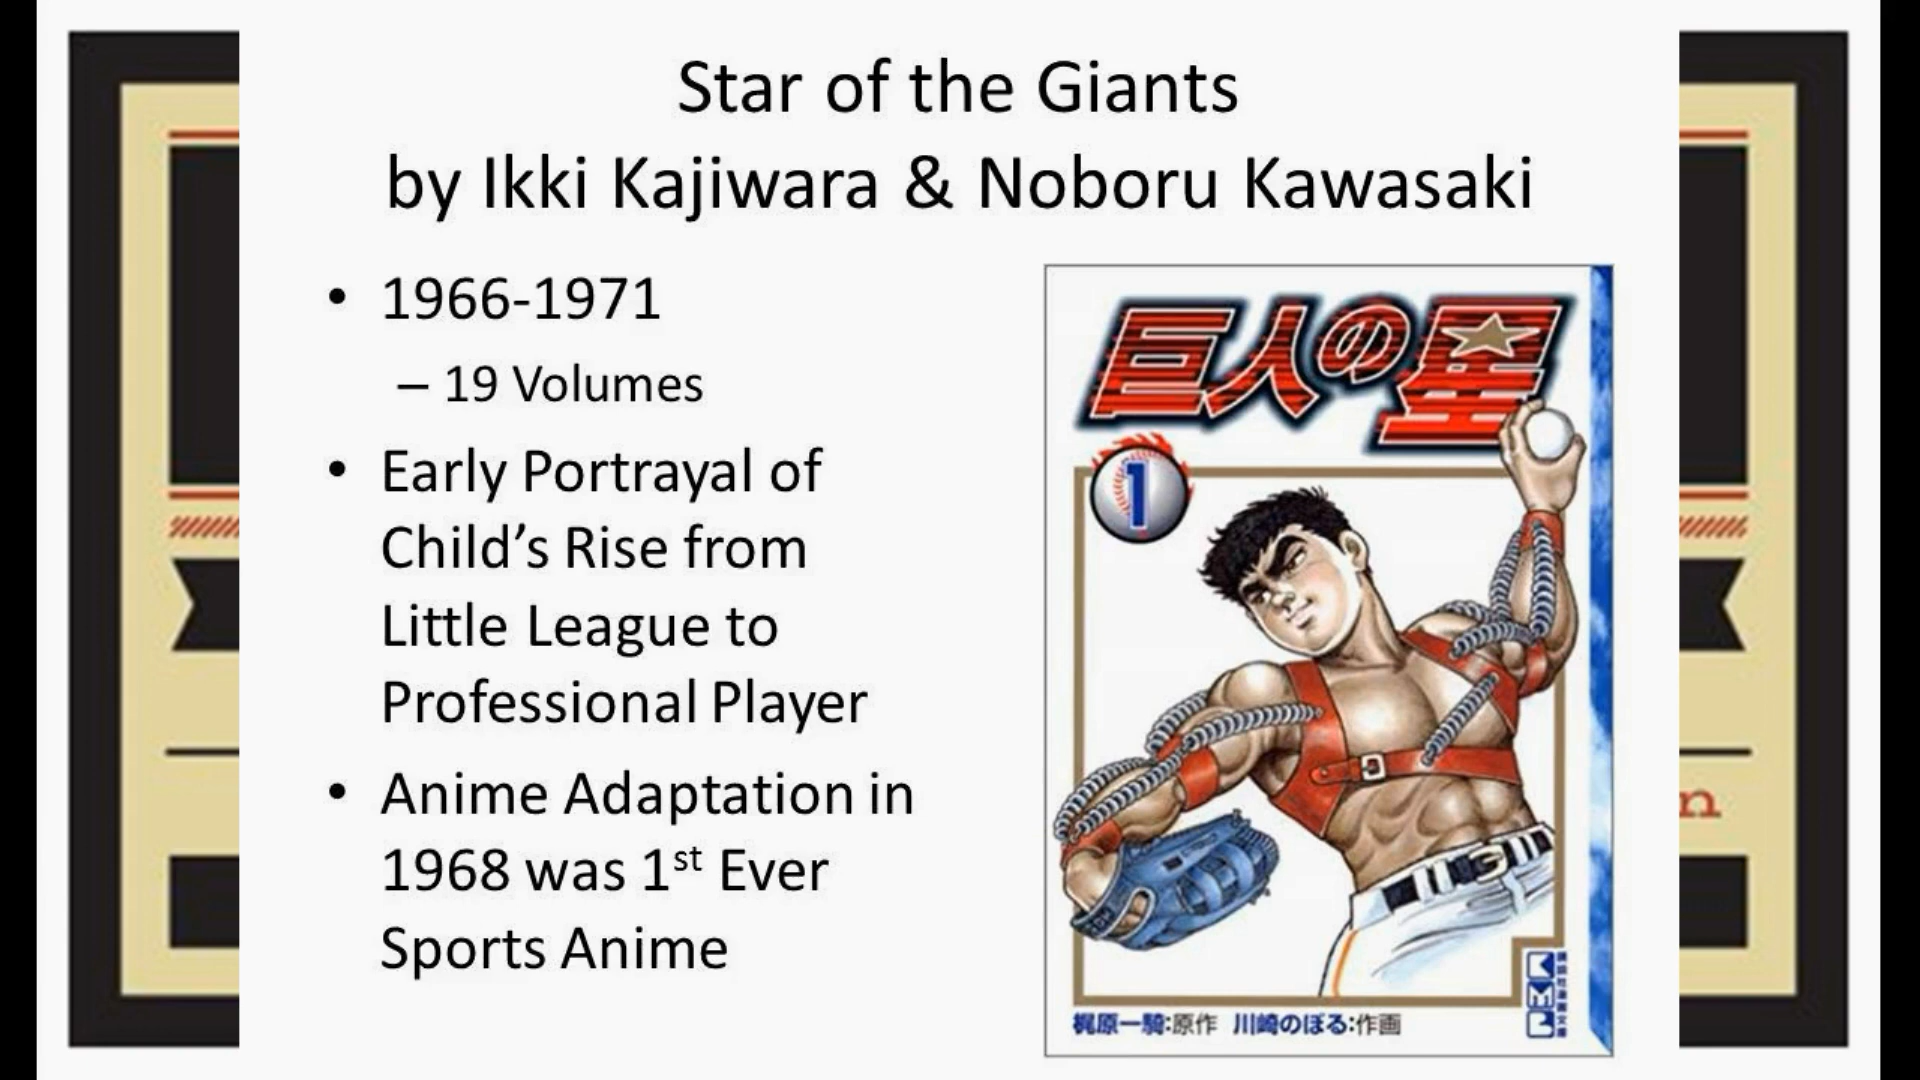 Star of the Giants
by Ikki Kajiwara & Noboru Kawasaki
• 1966-1971
– 19 Volumes
• Early Portrayal of
Child’s Rise from
Little League to
Professional Player
• Anime Adaptation in
1968 was 1st Ever
Sports Anime
巨人の星
1
梶原一騎:原作 川崎のぼる:作画
n